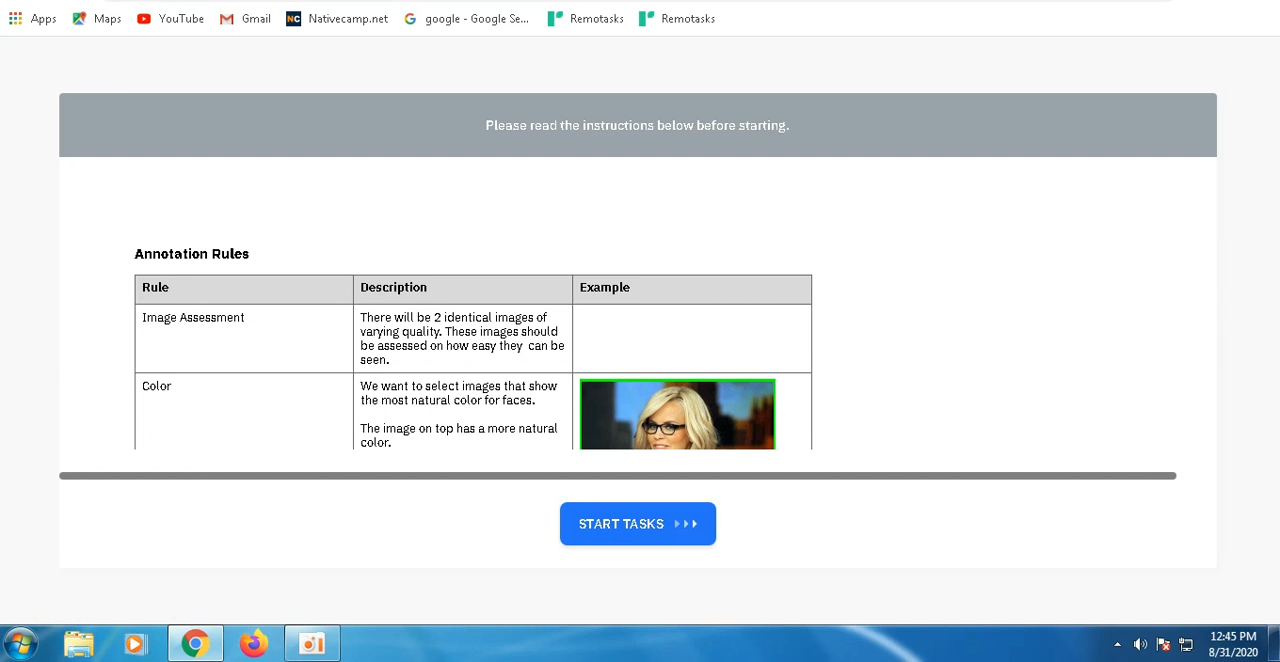 Apps Maps YouTube Gmail NC Nativecamp.net google - Google Se... Remotasks Remotasks
Please read the instructions below before starting.
Annotation Rules
Rule Description Example
Image Assessment
There will be 2 identical images of
varying quality. These images should
be assessed on how easy they can be
seen.
Color
We want to select images that show
the most natural color for faces.
The image on top has a more natural
color.
START TASKS
12:45 PM
8/31/2020